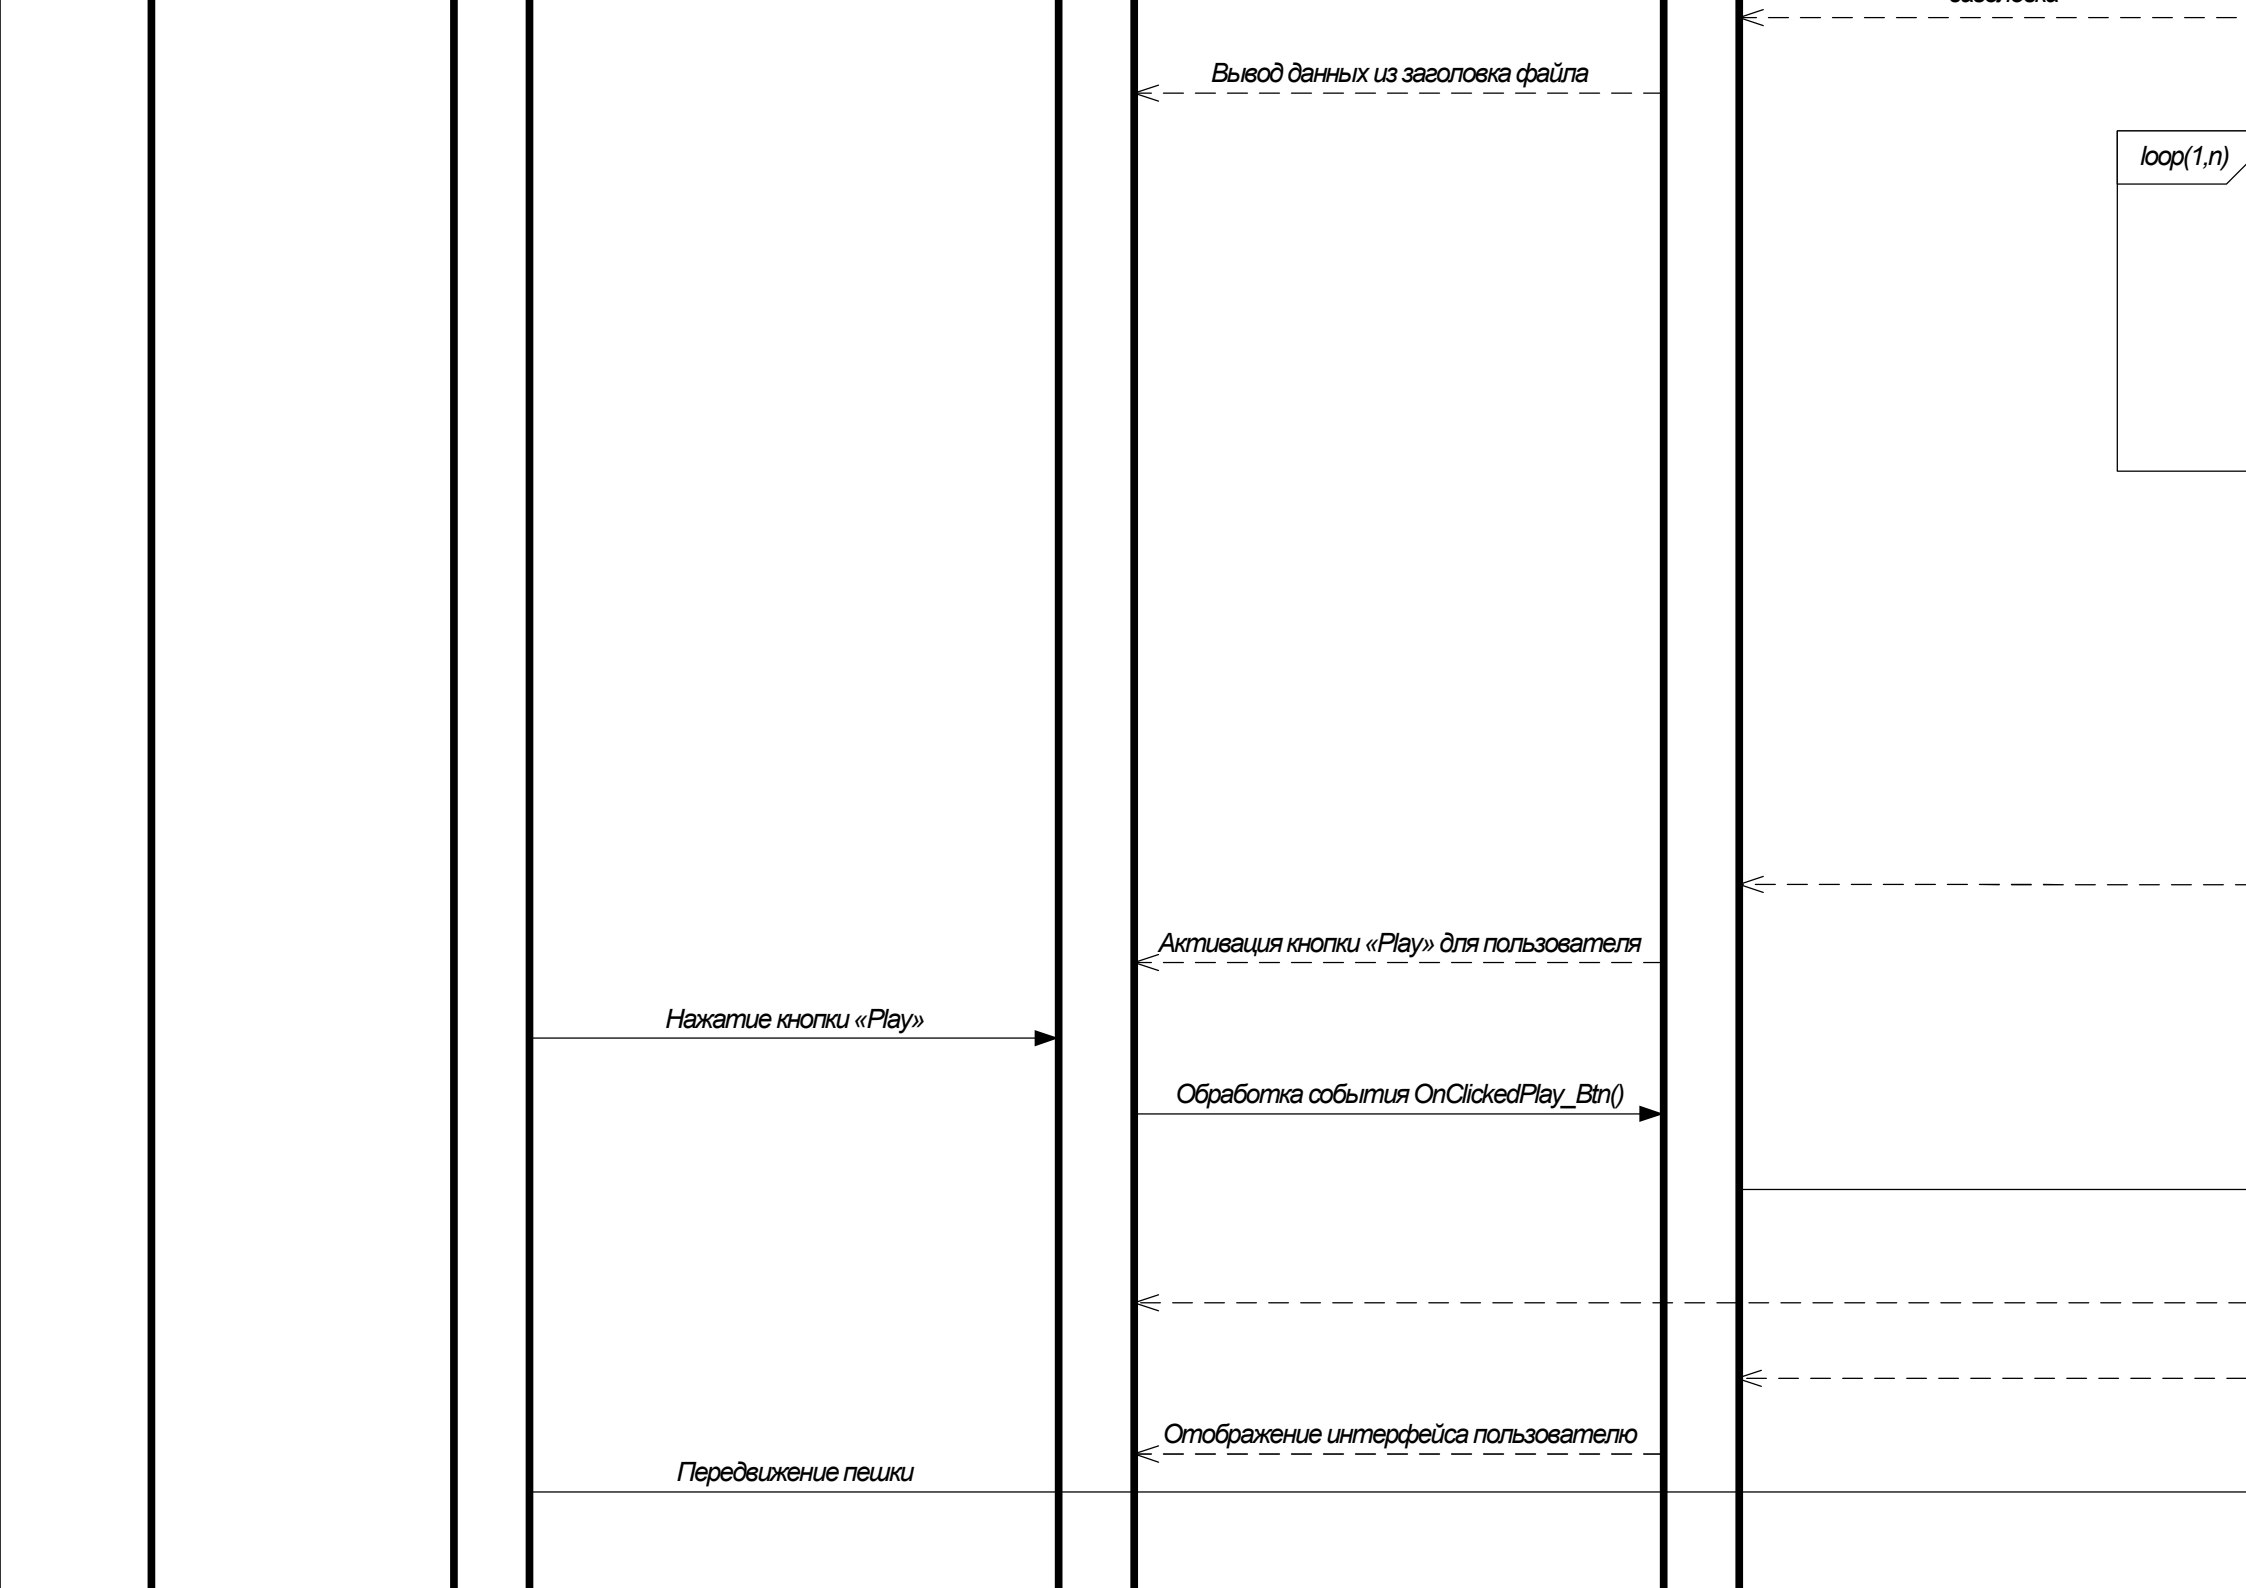 Вывод данных из заголовка файла
loop(1,n)
Активация кнопки «Play» для пользователя
Нажатие кнопки «Play»
Обработка события OnClickedPlay_Btn()
Отображение интерфейса пользователю
Передвижение пешки